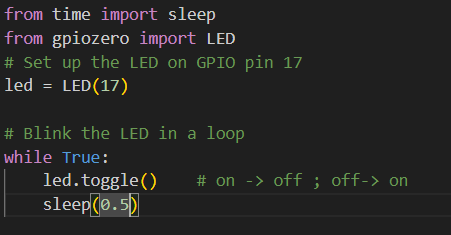 from time import sleep
from gpiozero import LED
# Set up the LED on GPIO pin 17
led = LED(17)

# Blink the LED in a loop
while True:
    led.toggle()    # on -> off ; off-> on
    sleep(0.5)